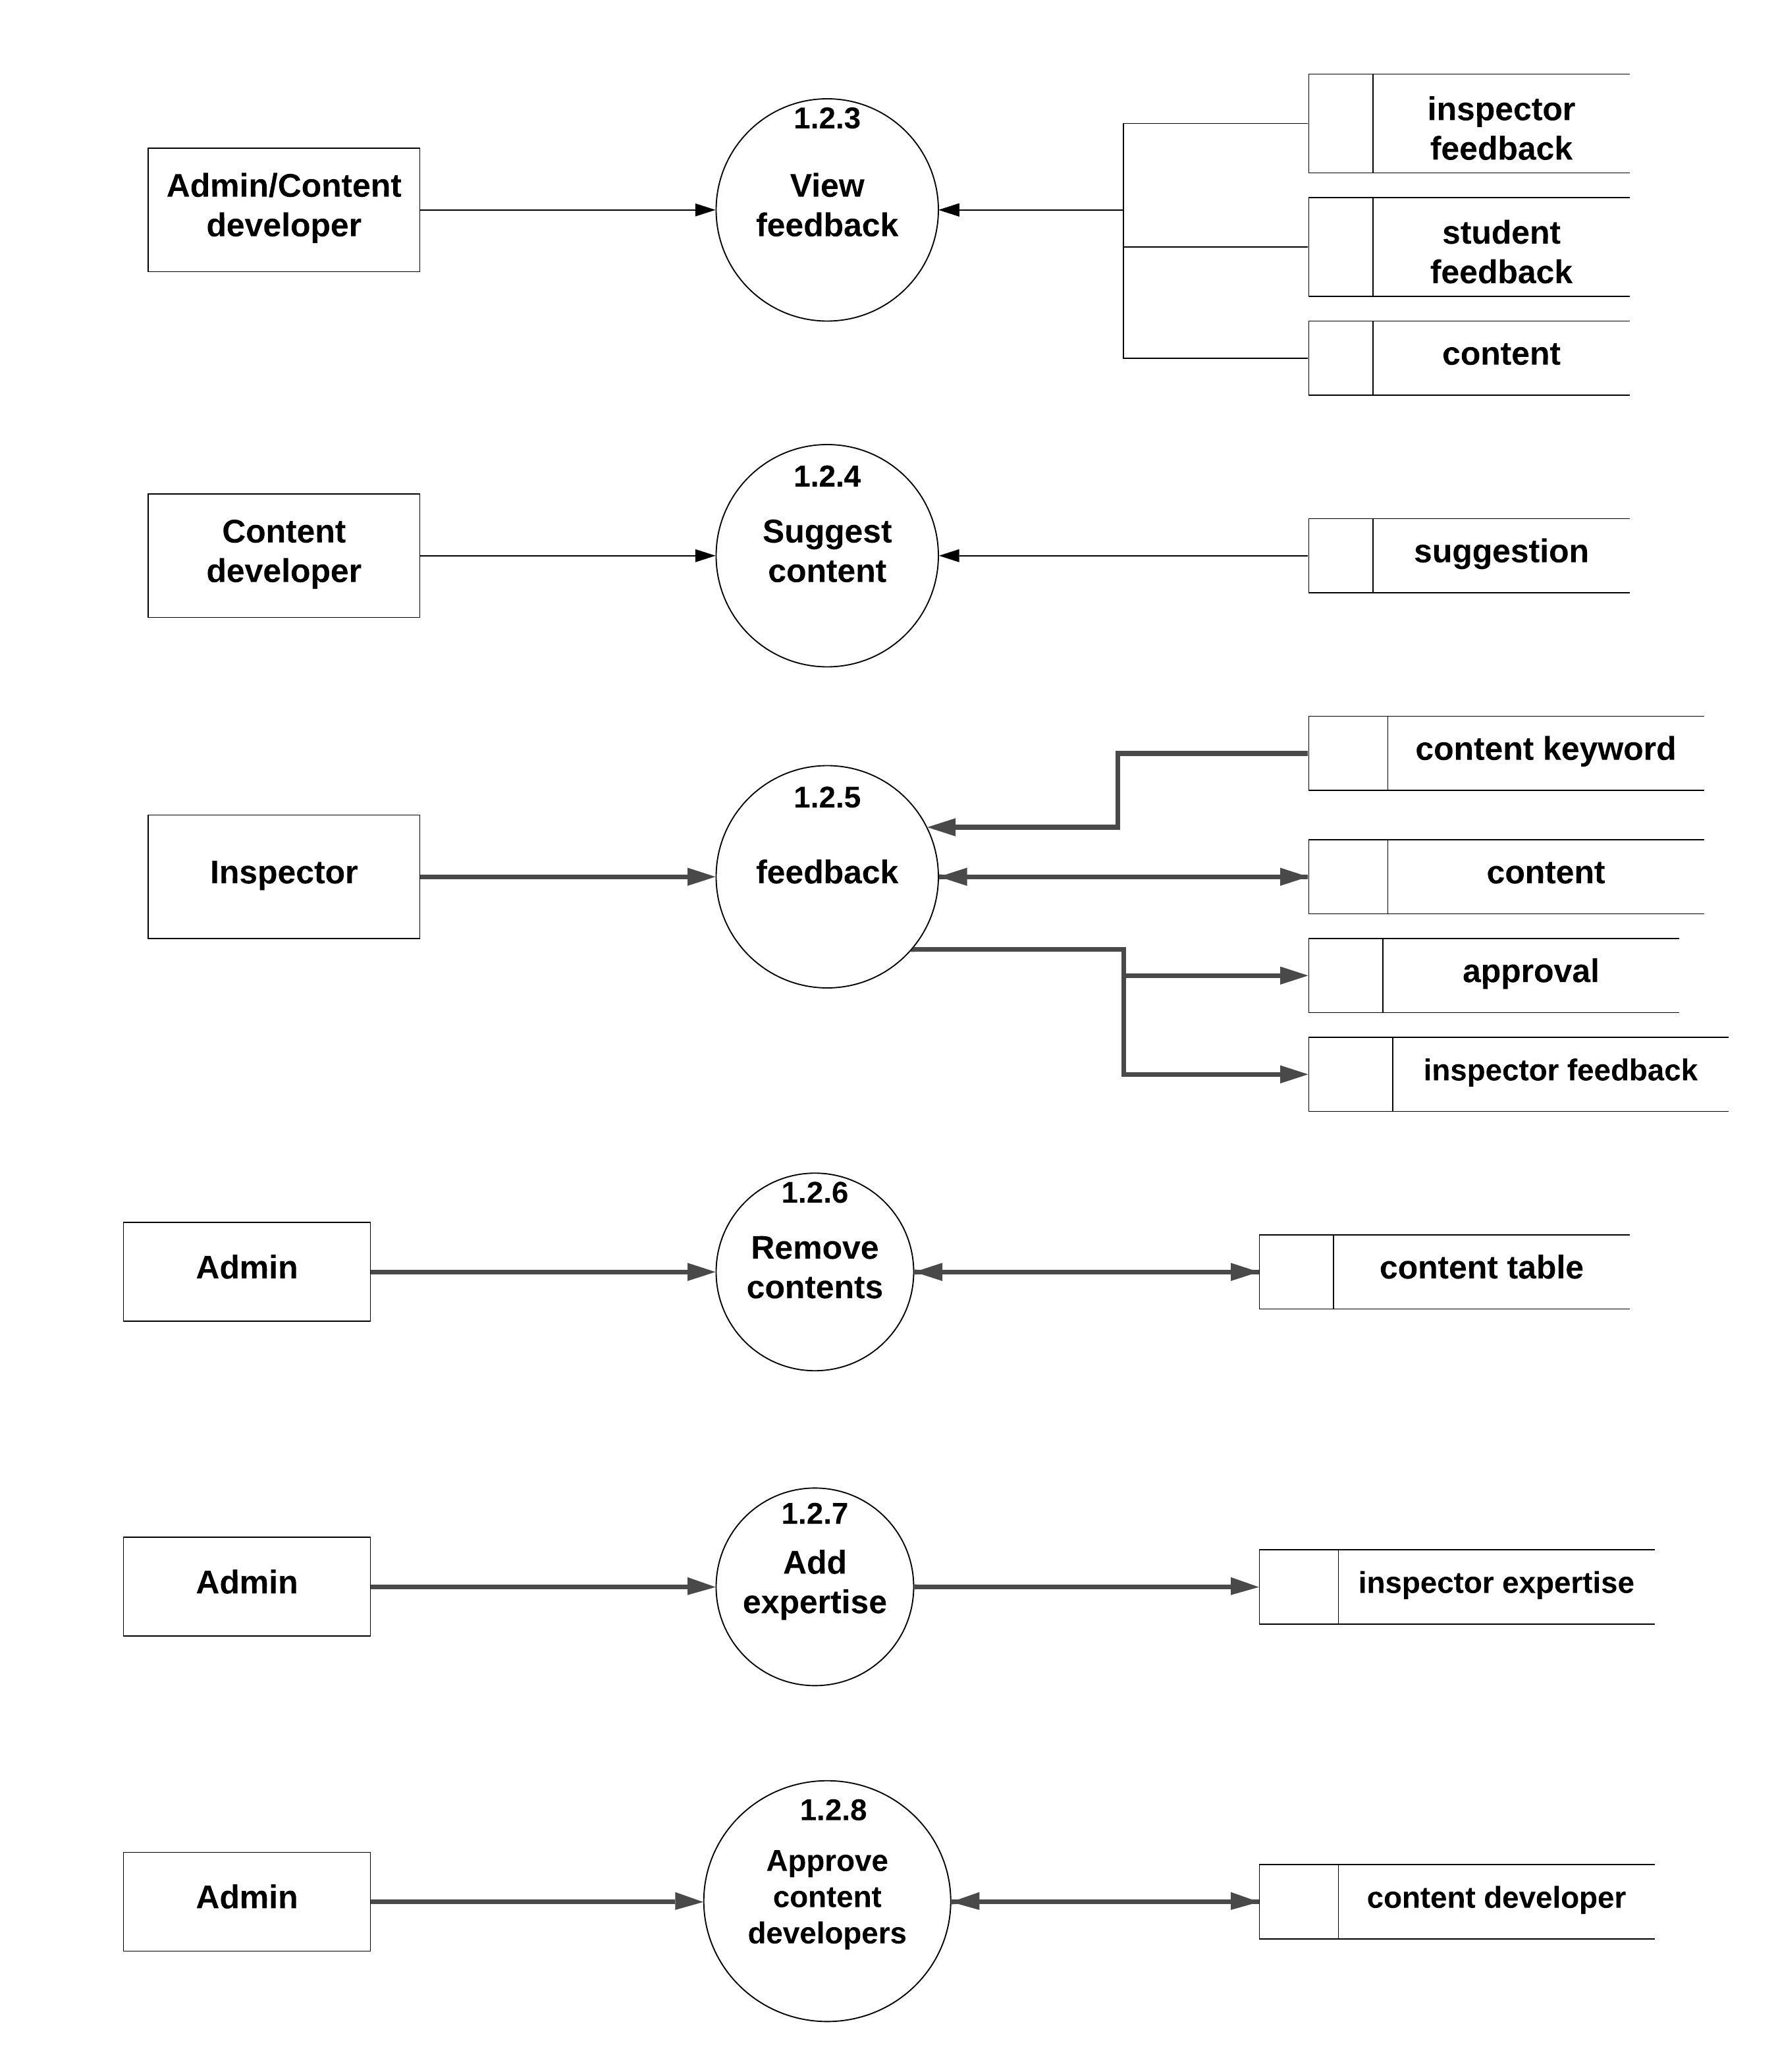 Admin/Content
developer
1.2.3
View
feedback
inspector
feedback
student
feedback
content
Content
developer
1.2.4
Suggest
content
suggestion
Inspector
1.2.5
feedback
content keyword
content
approval
inspector feedback
Admin
1.2.6
Remove
contents
content table
Admin
1.2.7
Add
expertise
inspector expertise
Admin
1.2.8
Approve
content
developers
content developer